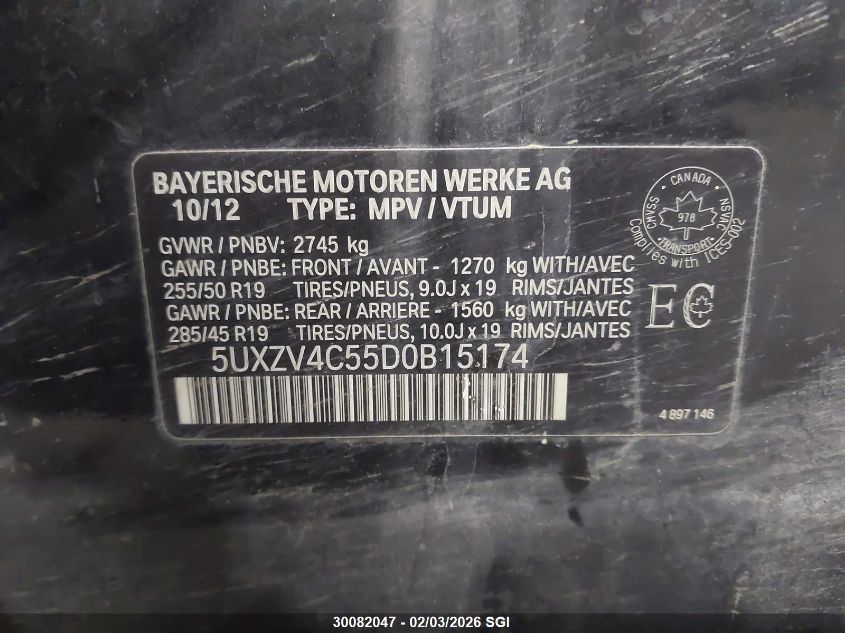 BAYERISCHE MOTOREN WERKE AG
10/12 TYPE: MPV / VTUM
GVWR / PNBV: 2745 kg
GAWR / PNBE: FRONT / AVANT - 1270 kg WITH/AVEC
255/50 R19 TIRES/PNEUS, 9.0J x 19 RIMS/JANTES
GAWR / PNBE: REAR / ARRIERE - 1560 kg WITH/AVEC
285/45 R19 TIRES/PNEUS, 10.0J x 19 RIMS/JANTES
5UXZV4C55D0B15174
CANADA
CMVSS
NSVAC
978
TRANSPORT
Complies with ICES-002
EC
4 897 146
30082047 - 02/03/2026 SGI